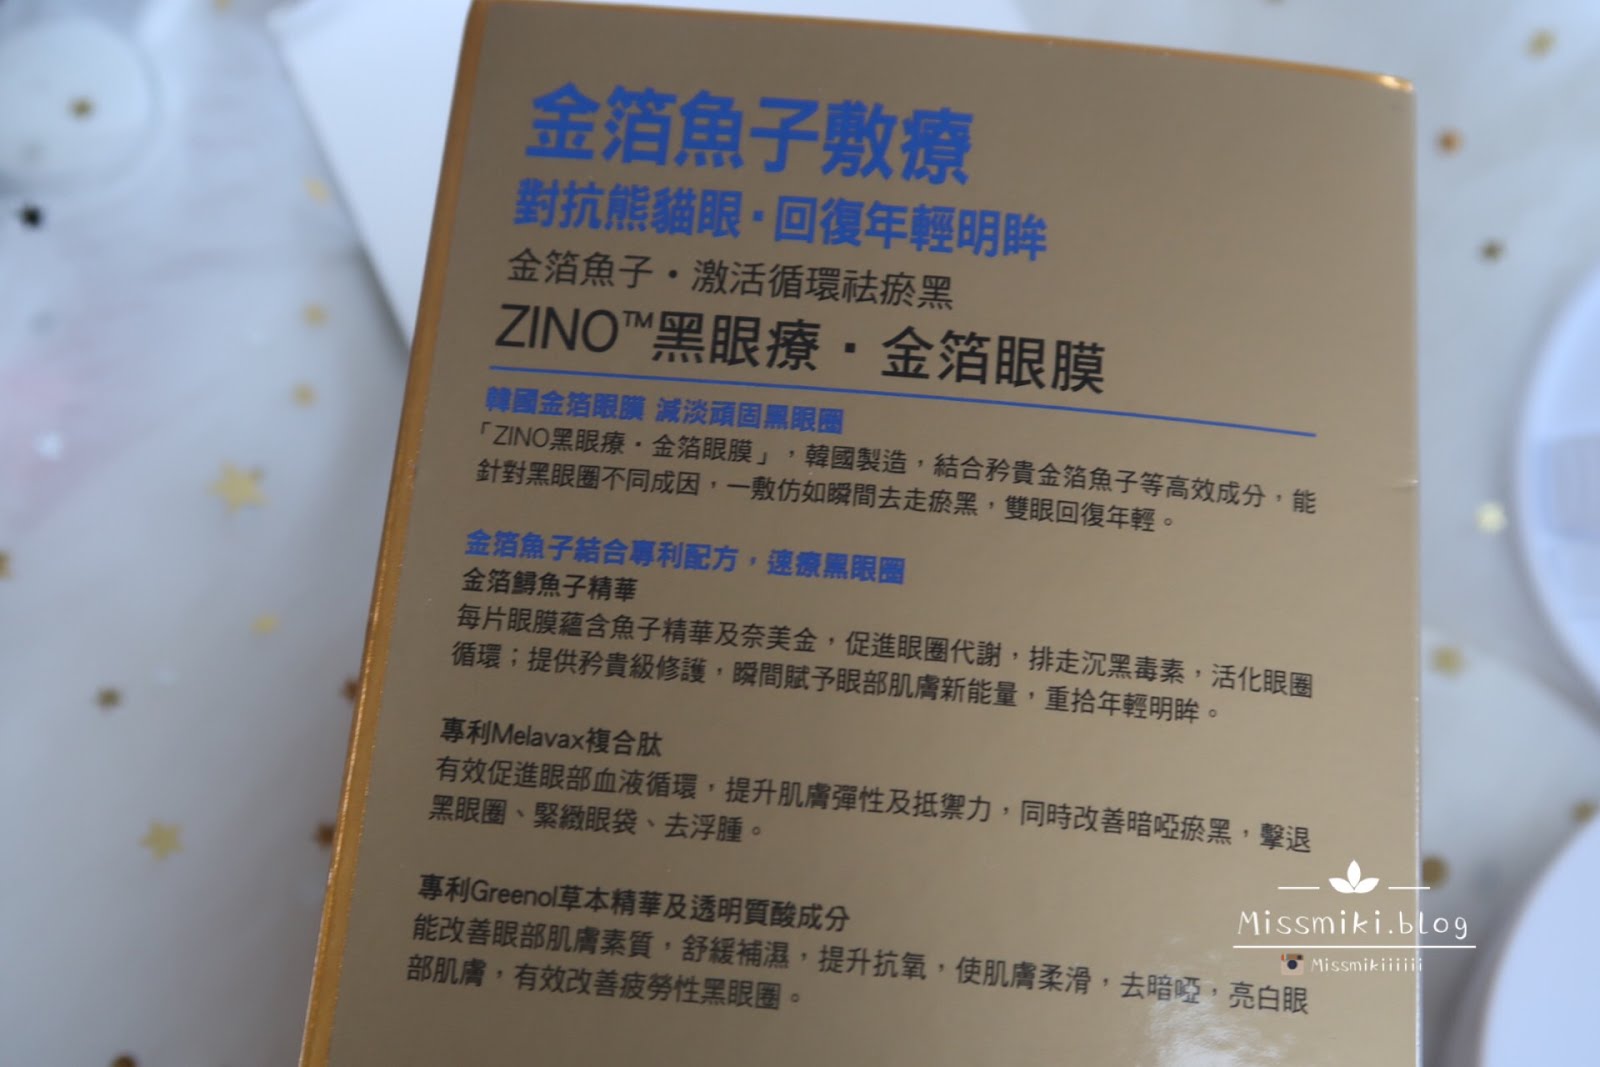 金箔魚子敷療
對抗熊貓眼·回復年輕明眸
金箔魚子·激活循環祛瘀黑
ZINO™黑眼療·金箔眼膜
韓國金箔眼膜 減淡頑固黑眼圈
「ZINO黑眼療·金箔眼膜」，韓國製造，結合矜貴金箔魚子等高效成分，能
針對黑眼圈不同成因，一敷仿如瞬間去走瘀黑，雙眼回復年輕。
金箔魚子結合專利配方，速療黑眼圈
金箔鱘魚子精華
每片眼膜蘊含魚子精華及奈美金，促進眼圈代謝，排走沉黑毒素，活化眼圈
循環；提供矜貴級修護，瞬間賦予眼部肌膚新能量，重拾年輕明眸。
專利Melavax複合肽
有效促進眼部血液循環，提升肌膚彈性及抵禦力，同時改善暗啞瘀黑，擊退
黑眼圈、緊緻眼袋、去浮腫。
專利Greenol草本精華及透明質酸成分
能改善眼部肌膚素質，舒緩補濕，提升抗氧，使肌膚柔滑，去暗啞，亮白眼
部肌膚，有效改善疲勞性黑眼圈。
Missmiki.blog
Missmikiiiiii